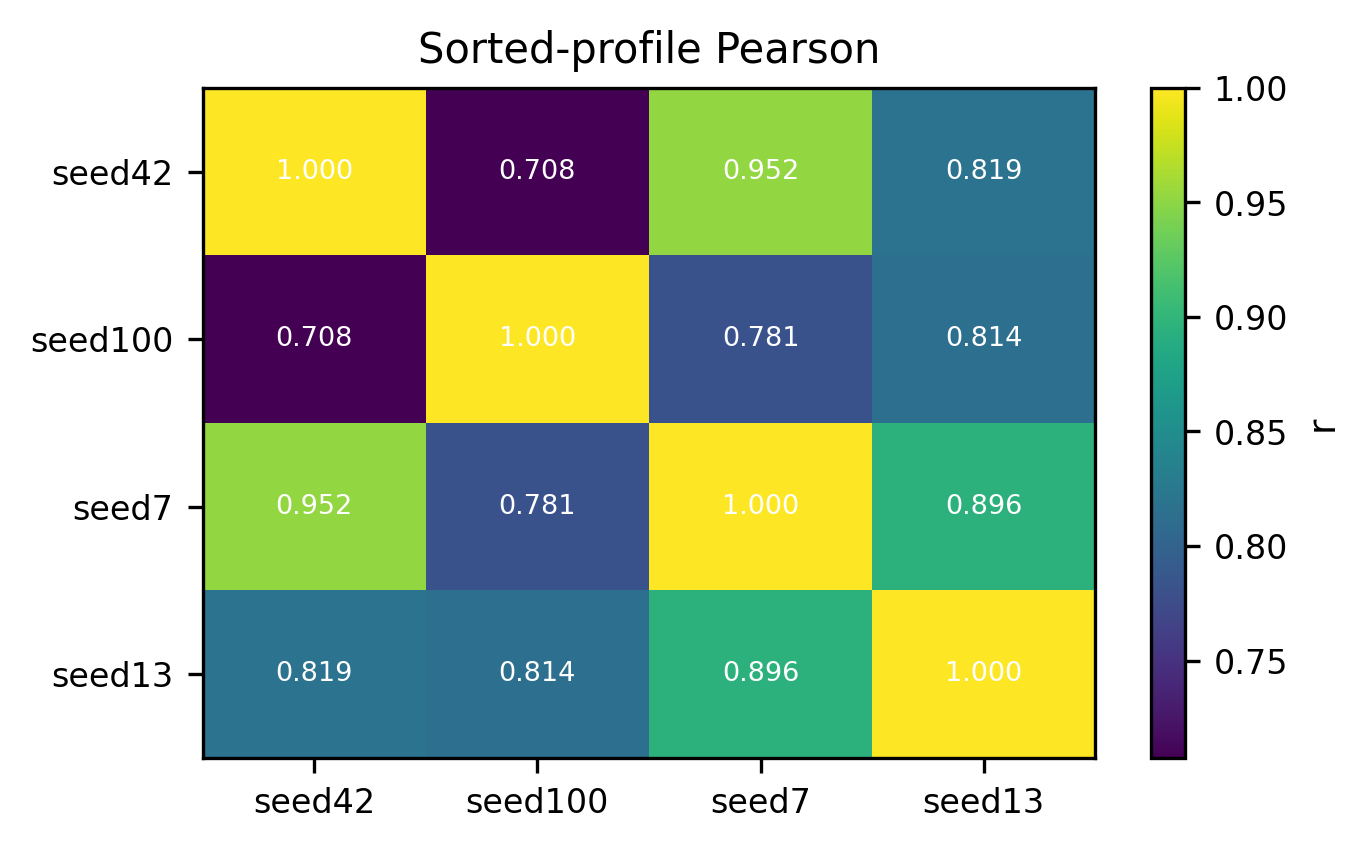 Sorted-profile Pearson
seed42 1.000 0.708 0.952 0.819
seed100 0.708 1.000 0.781 0.814
seed7 0.952 0.781 1.000 0.896
seed13 0.819 0.814 0.896 1.000
seed42 seed100 seed7 seed13
1.00
0.95
0.90
0.85
0.80
0.75
r